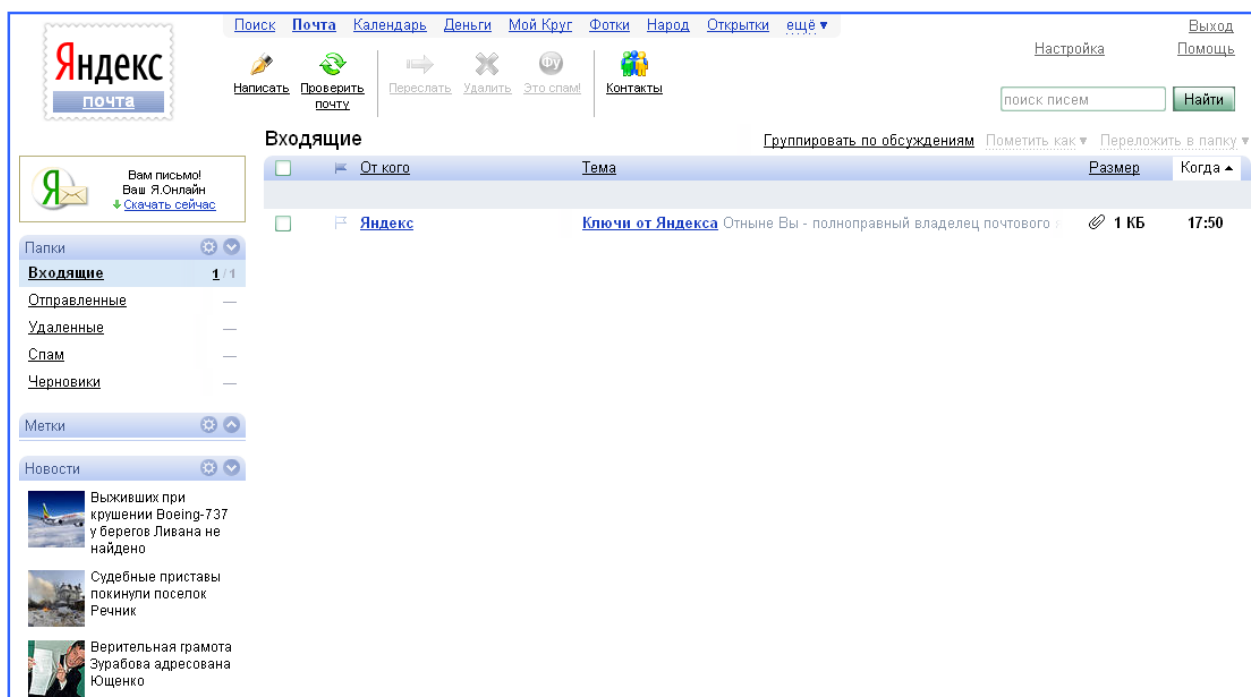 Яндекс
почта
Поиск Почта Календарь Деньги Мой Круг Фотки Народ Открытки ещё ▼
Выход
Настройка Помощь
Написать Проверить почту Переслать Удалить Это спам! Контакты
Фу
поиск писем Найти
Входящие
Группировать по обсуждениям Пометить как ▼ Переложить в папку ▼
От кого Тема Размер Когда ▲
Яндекс Ключи от Яндекса Отныне Вы - полноправный владелец почтового 1 КБ 17:50
Я
Вам письмо!
Ваш Я.Онлайн
Скачать сейчас
Папки
Входящие 1 / 1
Отправленные —
Удаленные —
Спам —
Черновики —
Метки
Новости
Выживших при
крушении Boeing-737
у берегов Ливана не
найдено
Судебные приставы
покинули поселок
Речник
Верительная грамота
Зурабова адресована
Ющенко